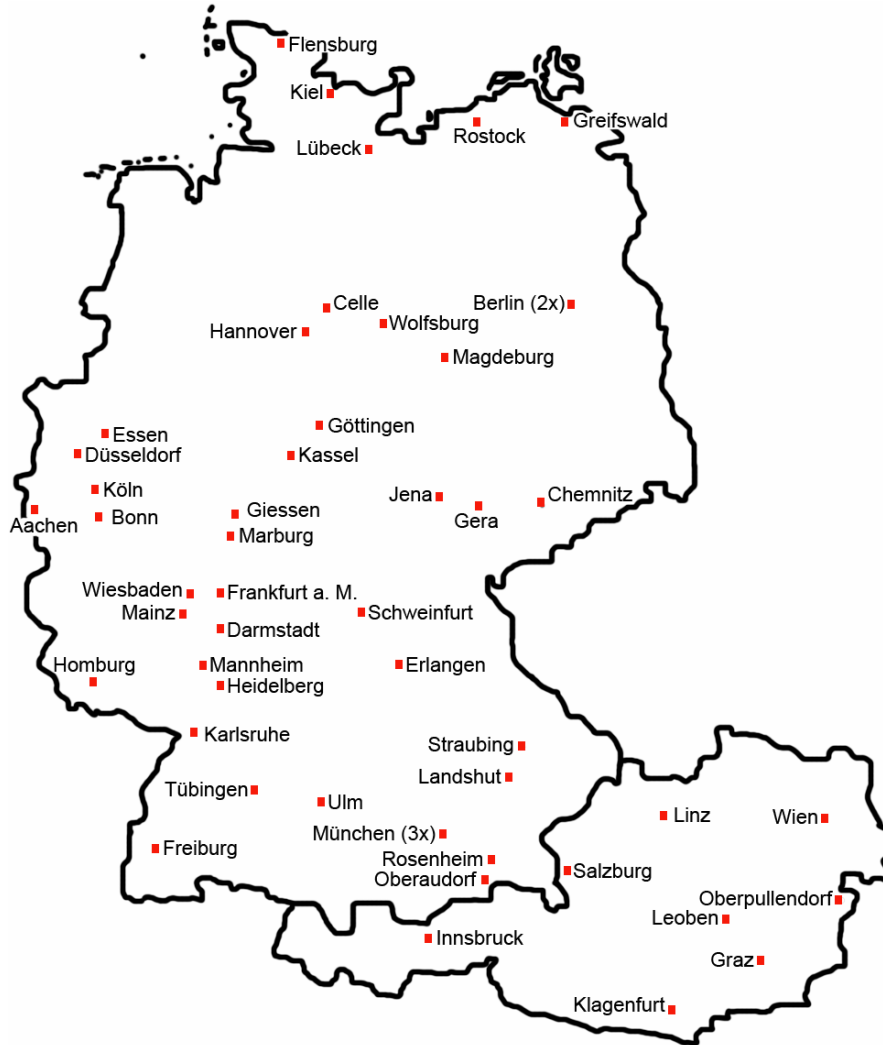 Flensburg
Kiel
Rostock
Greifswald
Lübeck
Celle
Berlin (2x)
Hannover
Wolfsburg
Magdeburg
Göttingen
Essen
Düsseldorf
Kassel
Köln
Jena
Chemnitz
Aachen
Bonn
Giessen
Gera
Marburg
Wiesbaden
Frankfurt a. M.
Mainz
Schweinfurt
Darmstadt
Homburg
Mannheim
Erlangen
Heidelberg
Karlsruhe
Straubing
Landshut
Tübingen
Ulm
Linz
Wien
München (3x)
Freiburg
Rosenheim
Salzburg
Oberaudorf
Oberpullendorf
Leoben
Innsbruck
Graz
Klagenfurt